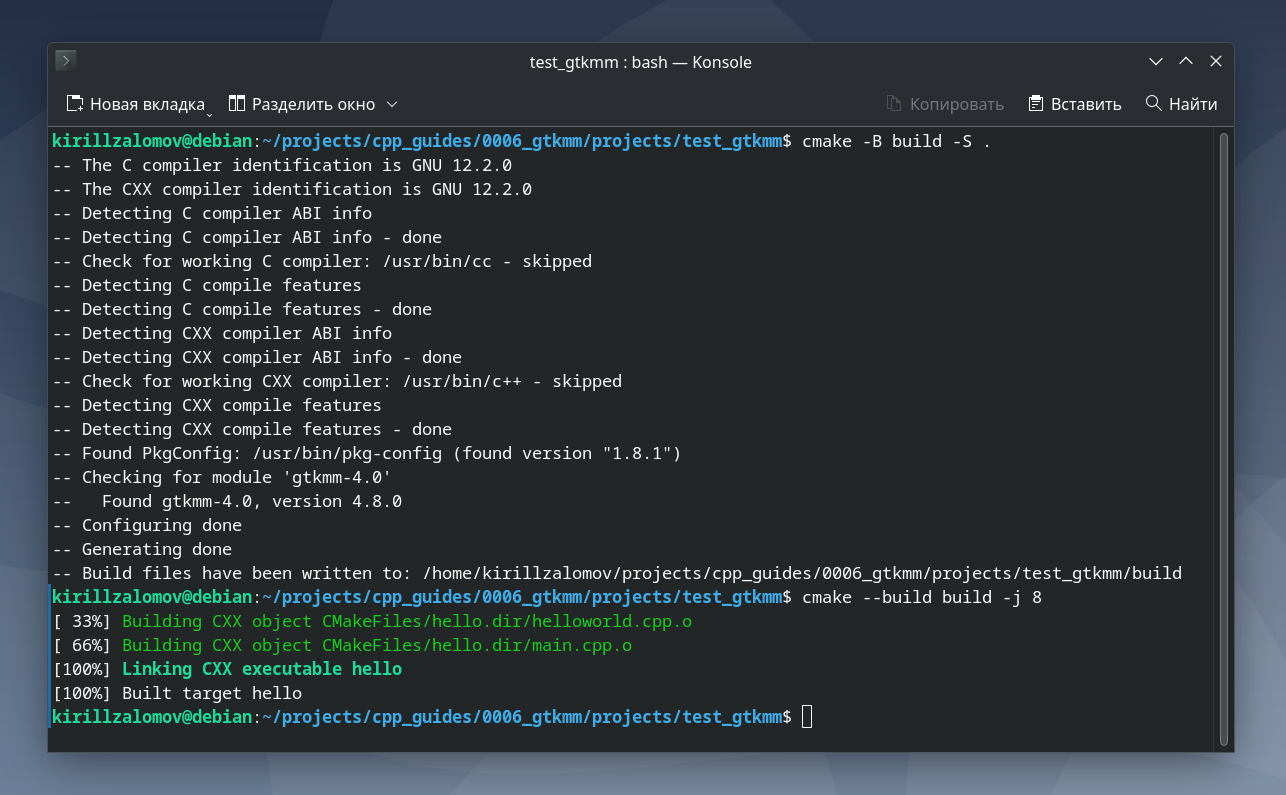 test_gtkmm : bash — Konsole
Новая вкладка Разделить окно Копировать Вставить Найти
kirillzalomov@debian:~/projects/cpp_guides/0006_gtkmm/projects/test_gtkmm$ cmake -B build -S .
-- The C compiler identification is GNU 12.2.0
-- The CXX compiler identification is GNU 12.2.0
-- Detecting C compiler ABI info
-- Detecting C compiler ABI info - done
-- Check for working C compiler: /usr/bin/cc - skipped
-- Detecting C compile features
-- Detecting C compile features - done
-- Detecting CXX compiler ABI info
-- Detecting CXX compiler ABI info - done
-- Check for working CXX compiler: /usr/bin/c++ - skipped
-- Detecting CXX compile features
-- Detecting CXX compile features - done
-- Found PkgConfig: /usr/bin/pkg-config (found version "1.8.1")
-- Checking for module 'gtkmm-4.0'
--   Found gtkmm-4.0, version 4.8.0
-- Configuring done
-- Generating done
-- Build files have been written to: /home/kirillzalomov/projects/cpp_guides/0006_gtkmm/projects/test_gtkmm/build
kirillzalomov@debian:~/projects/cpp_guides/0006_gtkmm/projects/test_gtkmm$ cmake --build build -j 8
[ 33%] Building CXX object CMakeFiles/hello.dir/helloworld.cpp.o
[ 66%] Building CXX object CMakeFiles/hello.dir/main.cpp.o
[100%] Linking CXX executable hello
[100%] Built target hello
kirillzalomov@debian:~/projects/cpp_guides/0006_gtkmm/projects/test_gtkmm$